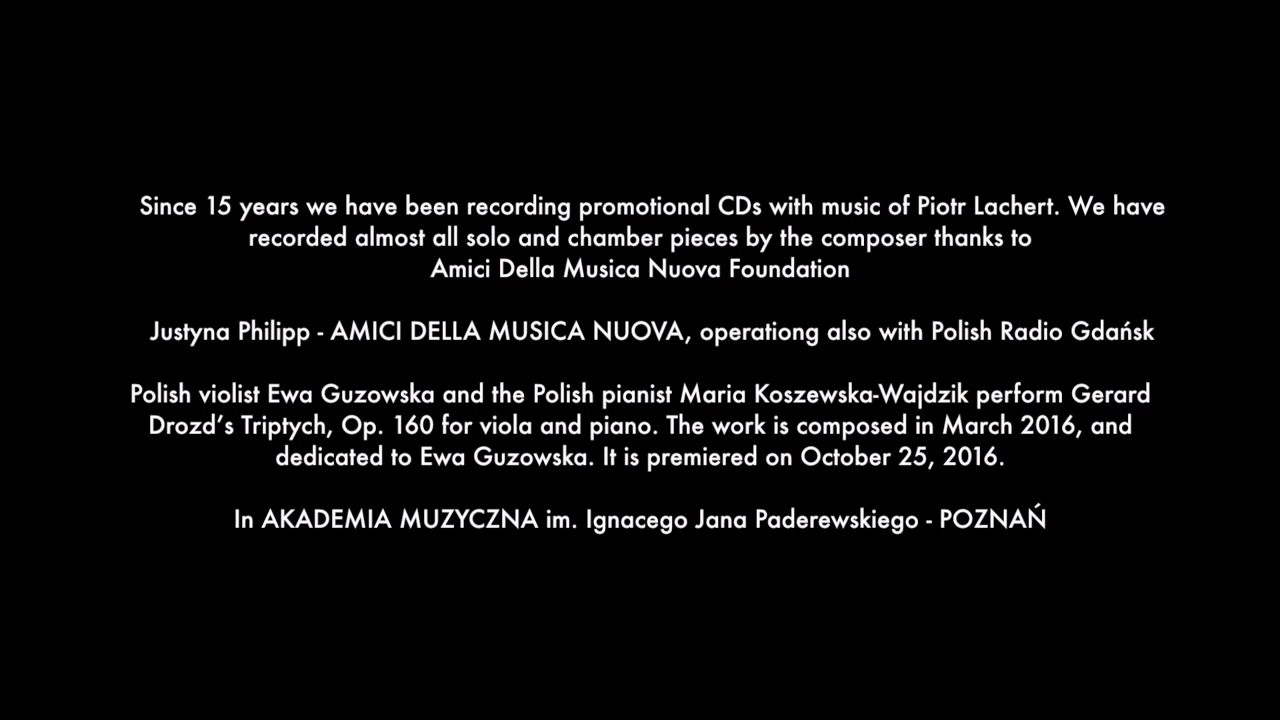 Since 15 years we have been recording promotional CDs with music of Piotr Lachert. We have
recorded almost all solo and chamber pieces by the composer thanks to
Amici Della Musica Nuova Foundation
Justyna Philipp - AMICI DELLA MUSICA NUOVA, operationg also with Polish Radio Gdańsk
Polish violist Ewa Guzowska and the Polish pianist Maria Koszewska-Wajdzik perform Gerard
Drozd’s Triptych, Op. 160 for viola and piano. The work is composed in March 2016, and
dedicated to Ewa Guzowska. It is premiered on October 25, 2016.
In AKADEMIA MUZYCZNA im. Ignacego Jana Paderewskiego - POZNAŃ